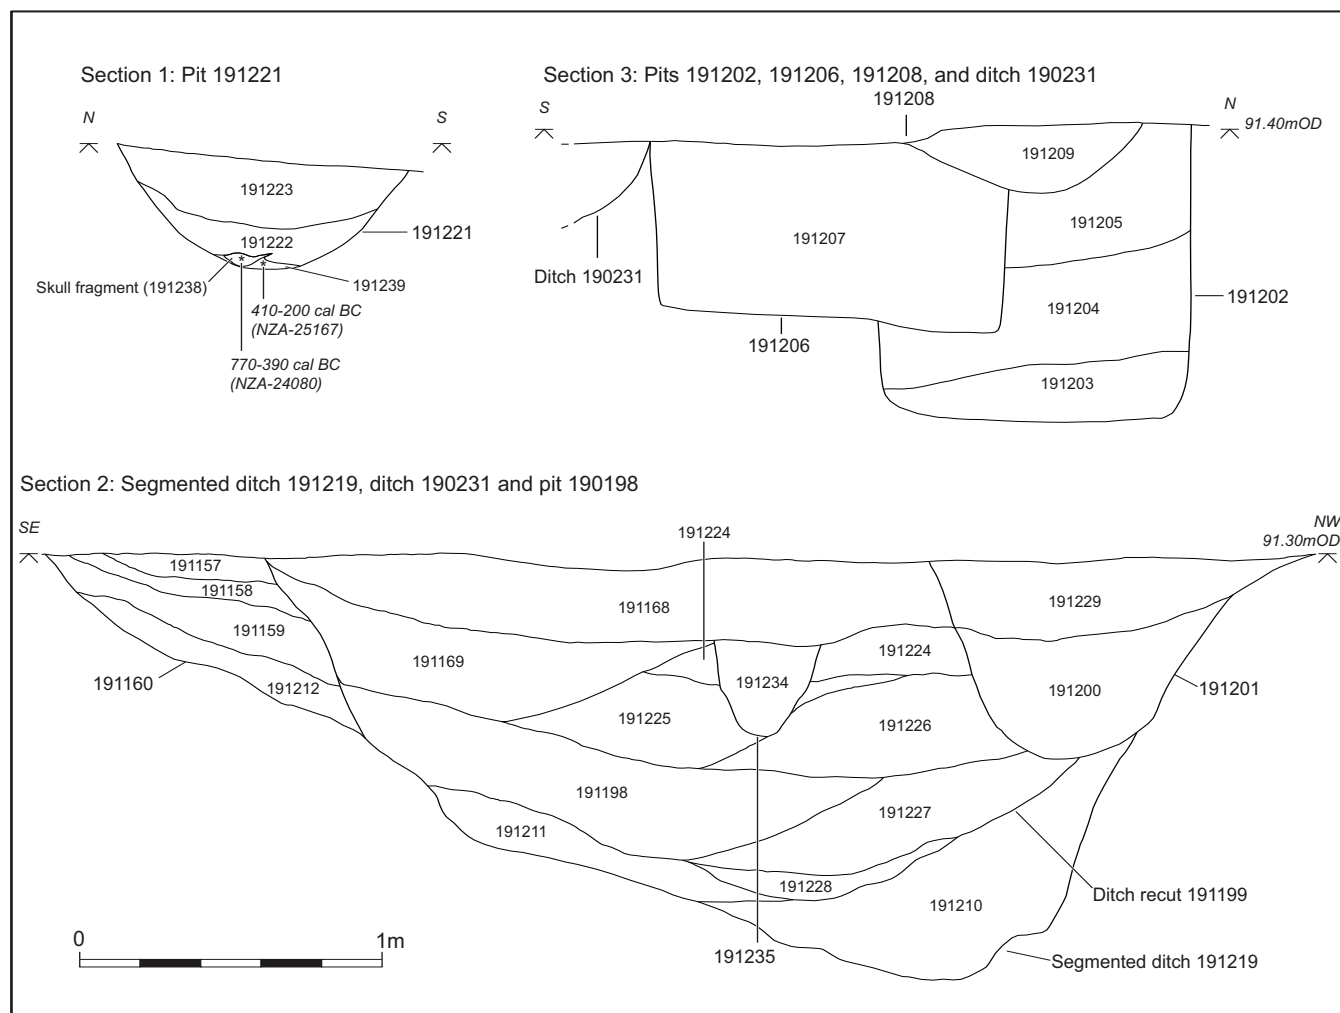 Section 1: Pit 191221
N
S
191223
191222
191221
Skull fragment (191238)
*
*
191239
410-200 cal BC
(NZA-25167)
770-390 cal BC
(NZA-24080)
Section 3: Pits 191202, 191206, 191208, and ditch 190231
S
191208
N
91.40mOD
191209
191205
191207
Ditch 190231
191204
191202
191206
191203
Section 2: Segmented ditch 191219, ditch 190231 and pit 190198
SE
191224
NW
91.30mOD
191157
191158
191168
191229
191159
191169
191224
191160
191212
191234
191200
191201
191225
191226
191198
191227
191211
191228
Ditch recut 191199
191210
0
1m
191235
Segmented ditch 191219